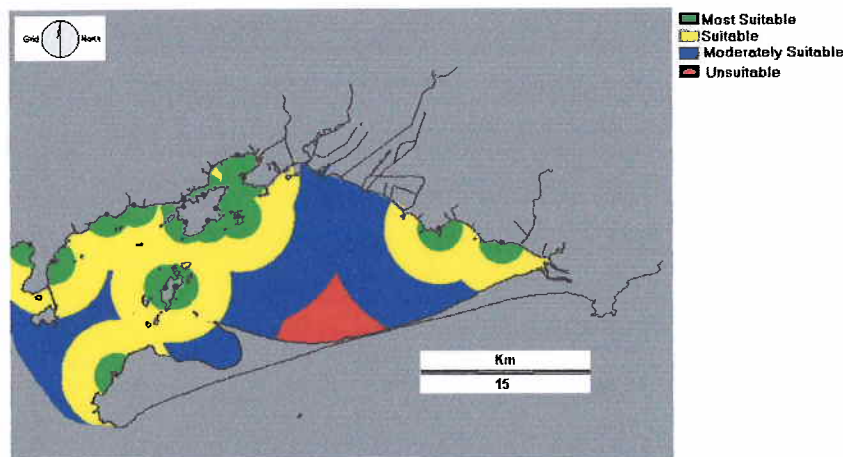 Grid North
Most Suitable
Suitable
Moderately Suitable
Unsuitable
Km
15